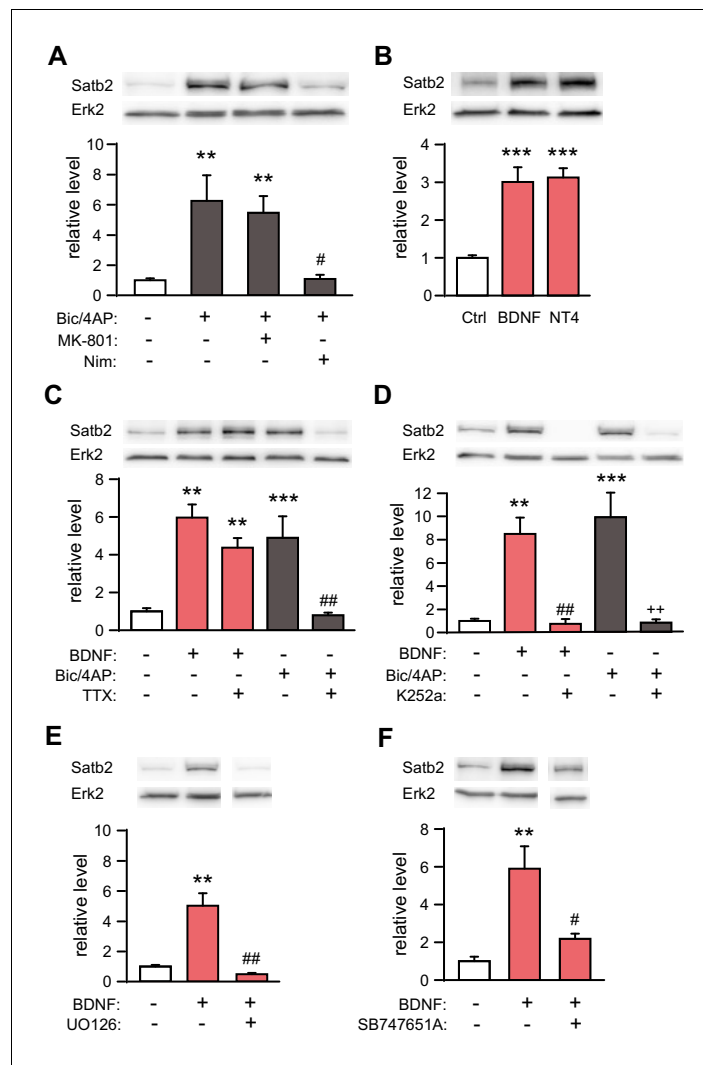 A
Satb2
Erk2
10
8
6
4
2
0
relative level
**
**
#
Bic/4AP: - + + +
MK-801: - - + -
Nim: - - - +
B
Satb2
Erk2
4
3
2
1
0
relative level
***
***
Ctrl BDNF NT4
C
Satb2
Erk2
8
6
4
2
0
relative level
**
**
***
##
BDNF: - + + - -
Bic/4AP: - - - + +
TTX: - - + - +
D
Satb2
Erk2
12
10
8
6
4
2
0
relative level
**
##
***
++
BDNF: - + + - -
Bic/4AP: - - - + +
K252a: - - + - +
E
Satb2
Erk2
10
8
6
4
2
0
relative level
**
##
BDNF: - + +
UO126: - - +
F
Satb2
Erk2
8
6
4
2
0
relative level
**
#
BDNF: - + +
SB747651A: - - +